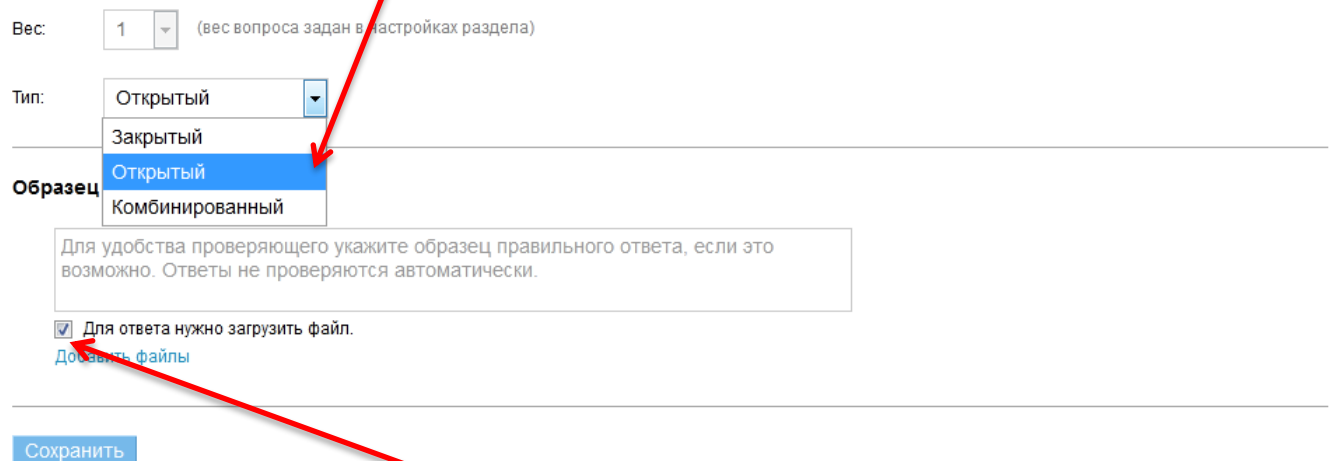 Вес: 1 (вес вопроса задан в настройках раздела)
Тип: Открытый
Закрытый
Открытый
Образец
Комбинированный
Для удобства проверяющего укажите образец правильного ответа, если это
возможно. Ответы не проверяются автоматически.
Для ответа нужно загрузить файл.
Добавить файлы
Сохранить